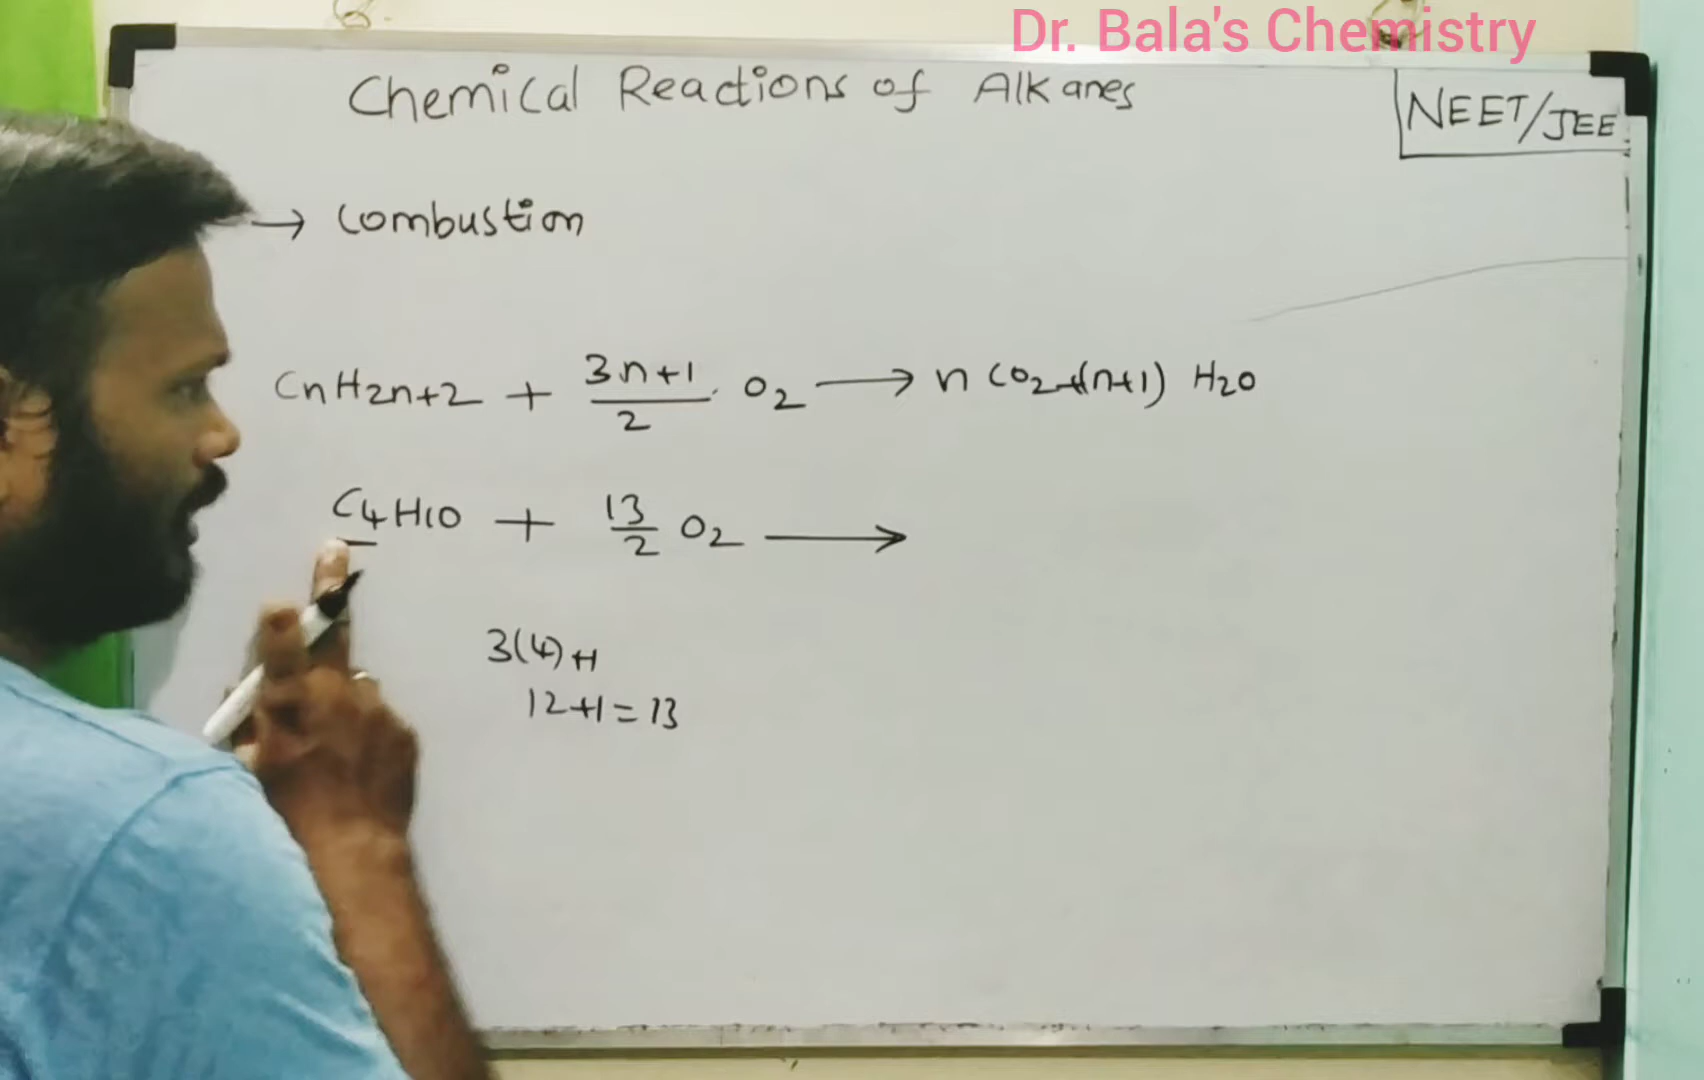 Dr. Bala's Chemistry
Chemical Reactions of Alkanes
NEET/JEE
→ Combustion
CnH2n+2 + 3n+1/2 O2 → n CO2+(n+1) H2O
C4H10 + 13/2 O2 →
3(4)+1
12+1=13